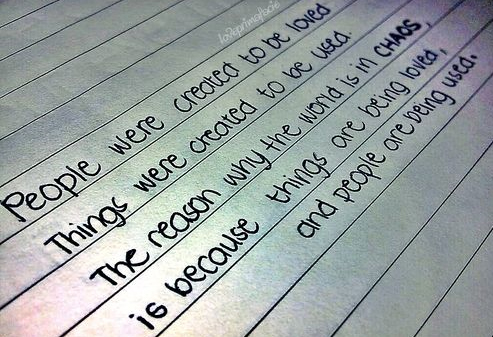 People were created to be loved
Things were created to be used.
The reason why the world is in CHAOS,
is because things are being loved,
and people are being used.